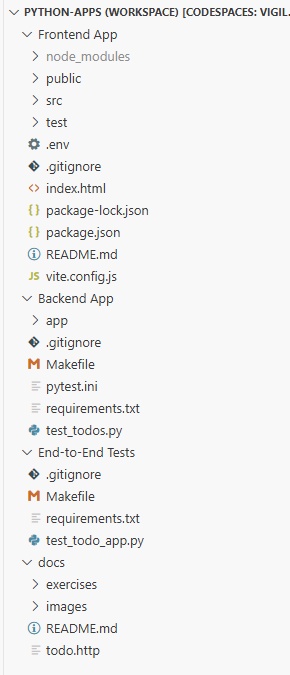 PYTHON-APPS (WORKSPACE) [CODESPACES: VIGIL...
Frontend App
node_modules
public
src
test
.env
.gitignore
index.html
package-lock.json
package.json
README.md
JS vite.config.js
Backend App
app
.gitignore
Makefile
pytest.ini
requirements.txt
test_todos.py
End-to-End Tests
.gitignore
Makefile
requirements.txt
test_todo_app.py
docs
exercises
images
README.md
todo.http